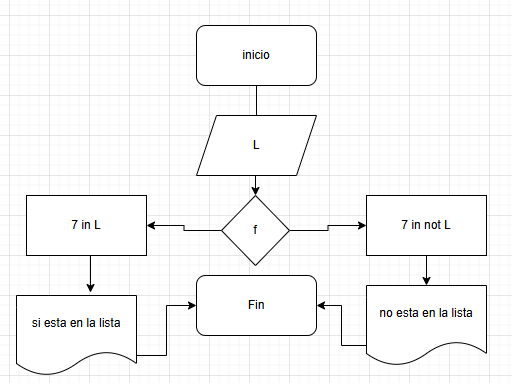 inicio
L
f
7 in L
7 in not L
si esta en la lista
Fin
no esta en la lista